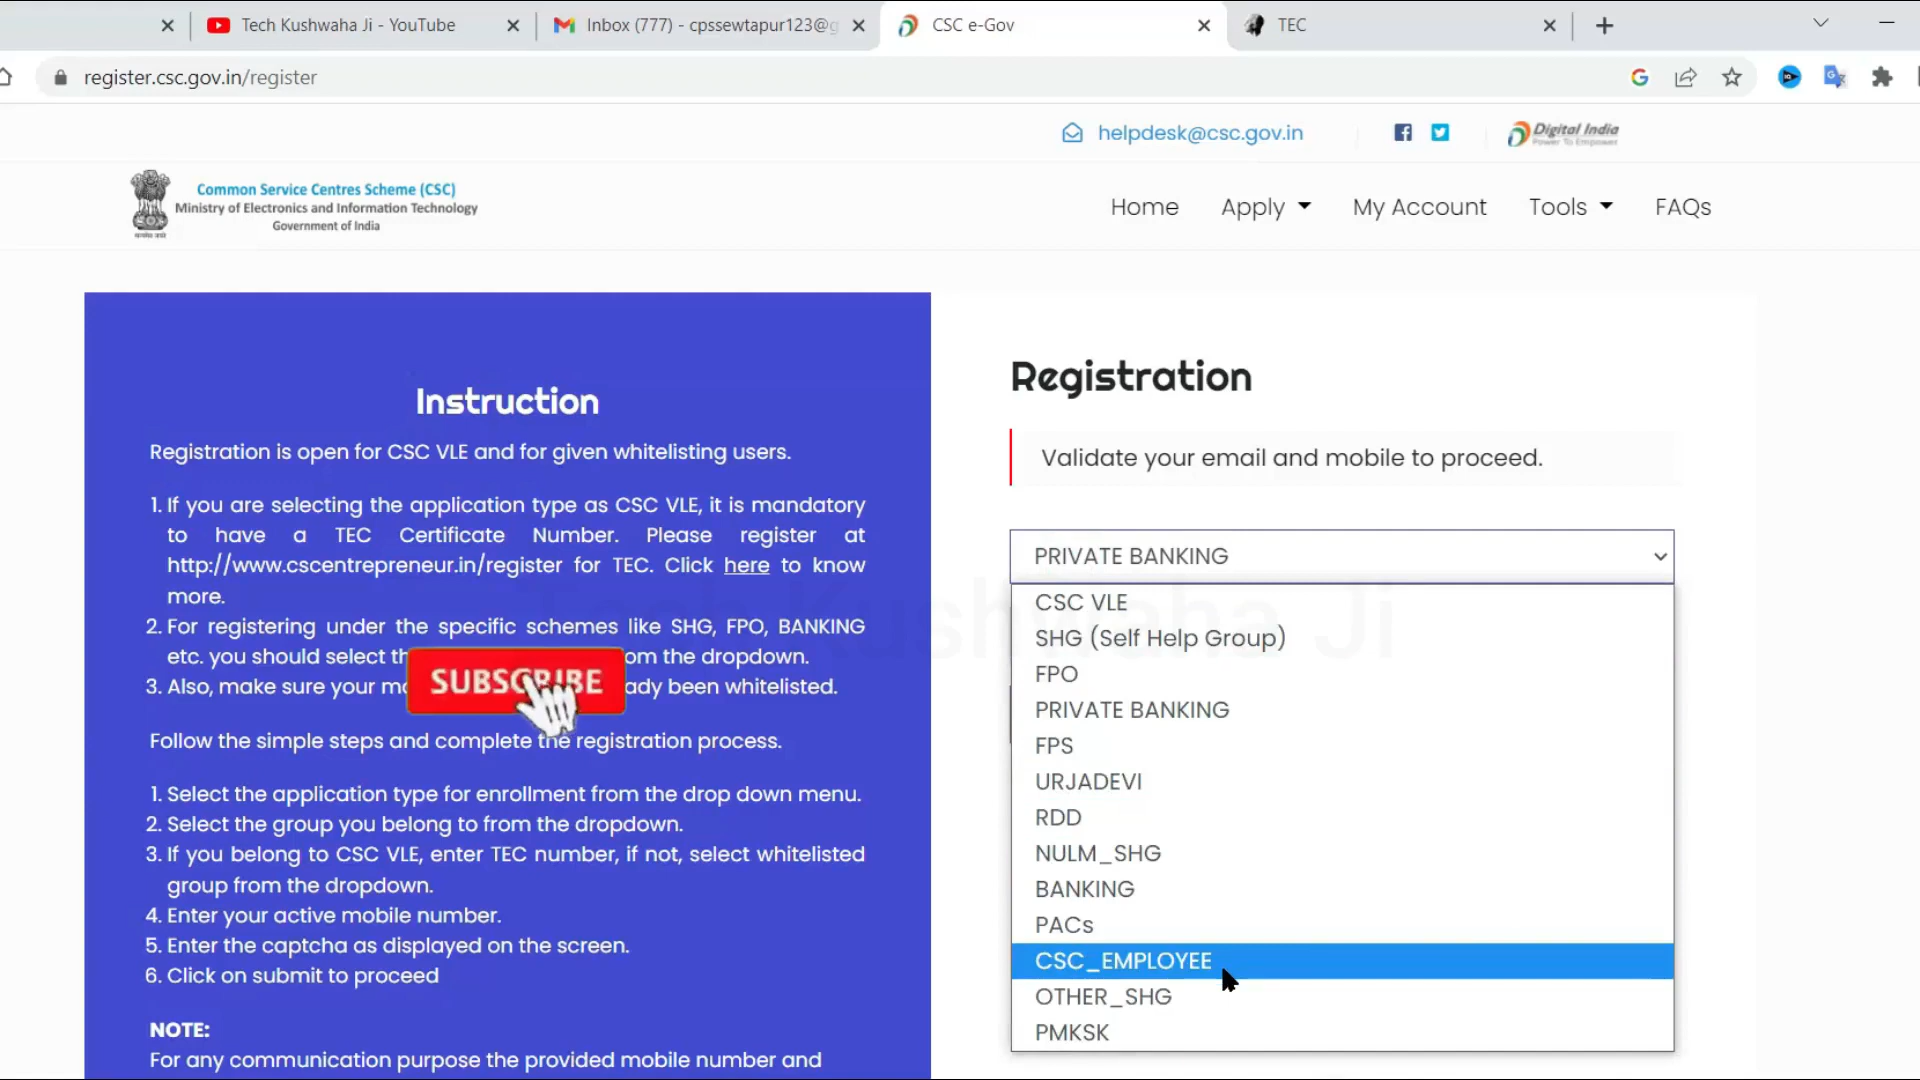 Tech Kushwaha Ji - YouTube
Inbox (777) - cpssewtapur123@g
CSC e-Gov
TEC
register.csc.gov.in/register
helpdesk@csc.gov.in
Digital India
Power To Empower
Common Service Centres Scheme (CSC)
Ministry of Electronics and Information Technology
Government of India
Home
Apply
My Account
Tools
FAQs
Instruction
Registration is open for CSC VLE and for given whitelisting users.
1. If you are selecting the application type as CSC VLE, it is mandatory
to have a TEC Certificate Number. Please register at
http://www.cscentrepreneur.in/register for TEC. Click here to know
more.
2. For registering under the specific schemes like SHG, FPO, BANKING
etc. you should select th om the dropdown.
3. Also, make sure your mo ady been whitelisted.
SUBSCRIBE
Follow the simple steps and complete the registration process.
1. Select the application type for enrollment from the drop down menu.
2. Select the group you belong to from the dropdown.
3. If you belong to CSC VLE, enter TEC number, if not, select whitelisted
group from the dropdown.
4. Enter your active mobile number.
5. Enter the captcha as displayed on the screen.
6. Click on submit to proceed
NOTE:
For any communication purpose the provided mobile number and
Registration
Validate your email and mobile to proceed.
PRIVATE BANKING
CSC VLE
SHG (Self Help Group)
FPO
PRIVATE BANKING
FPS
URJADEVI
RDD
NULM_SHG
BANKING
PACs
CSC_EMPLOYEE
OTHER_SHG
PMKSK
Tech Kushwaha Ji